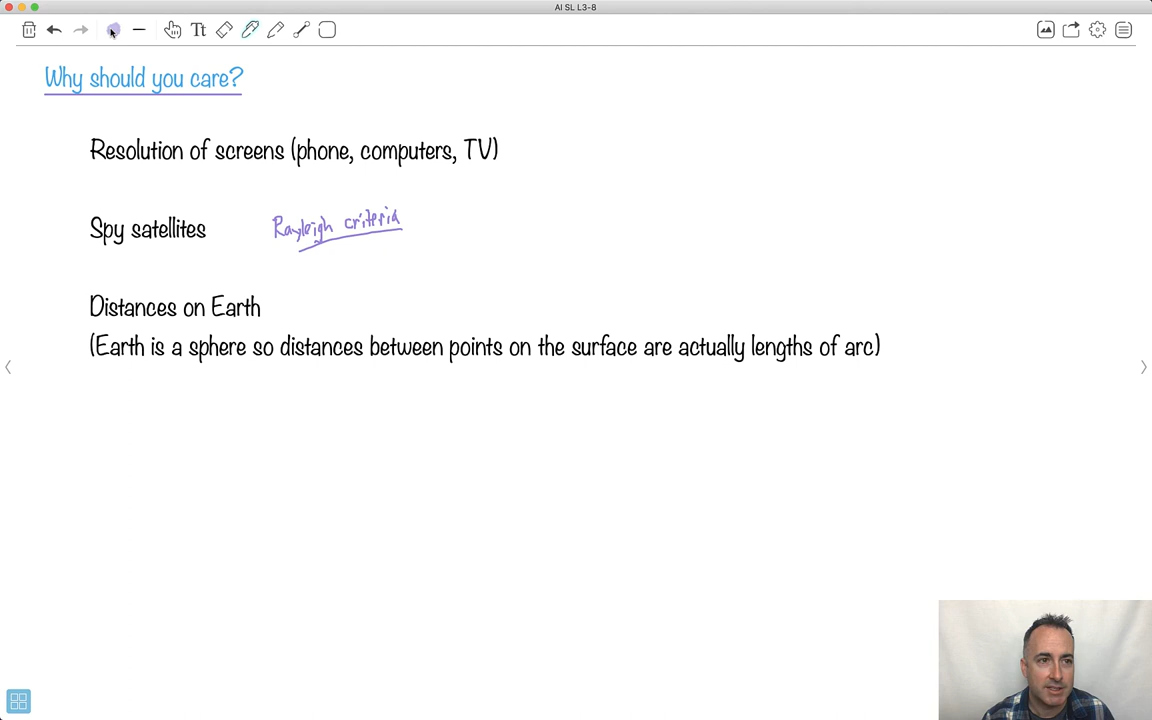 AI SL L3-8
Tt
Why should you care?
Resolution of screens (phone, computers, TV)
Spy satellites
Rayleigh criteria
Distances on Earth
(Earth is a sphere so distances between points on the surface are actually lengths of arc)